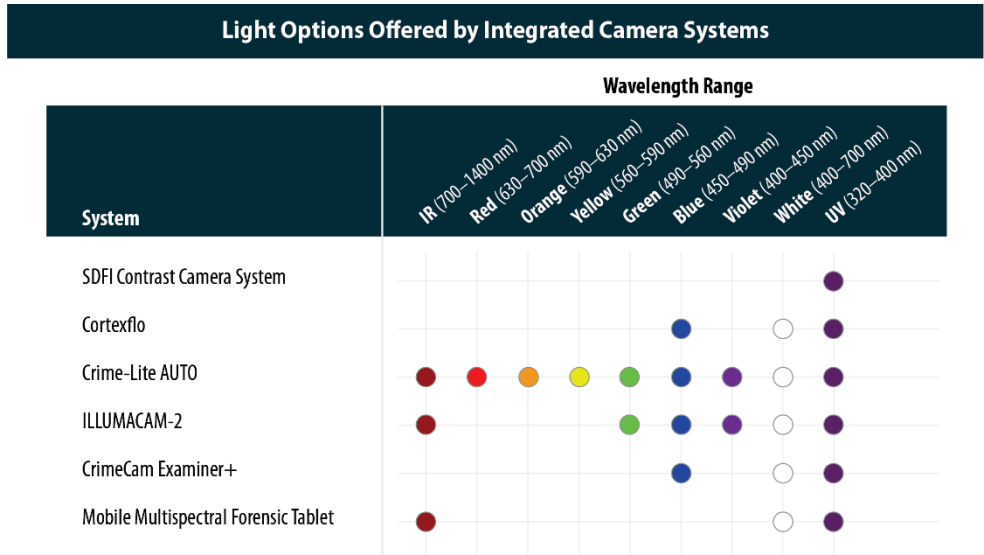 Light Options Offered by Integrated Camera Systems
Wavelength Range
System
IR (700–1400 nm)
Red (630–700 nm)
Orange (590–630 nm)
Yellow (560–590 nm)
Green (490–560 nm)
Blue (450–490 nm)
Violet (400–450 nm)
White (400–700 nm)
UV (320–400 nm)
SDFI Contrast Camera System
Cortexflo
Crime-Lite AUTO
ILLUMACAM-2
CrimeCam Examiner+
Mobile Multispectral Forensic Tablet